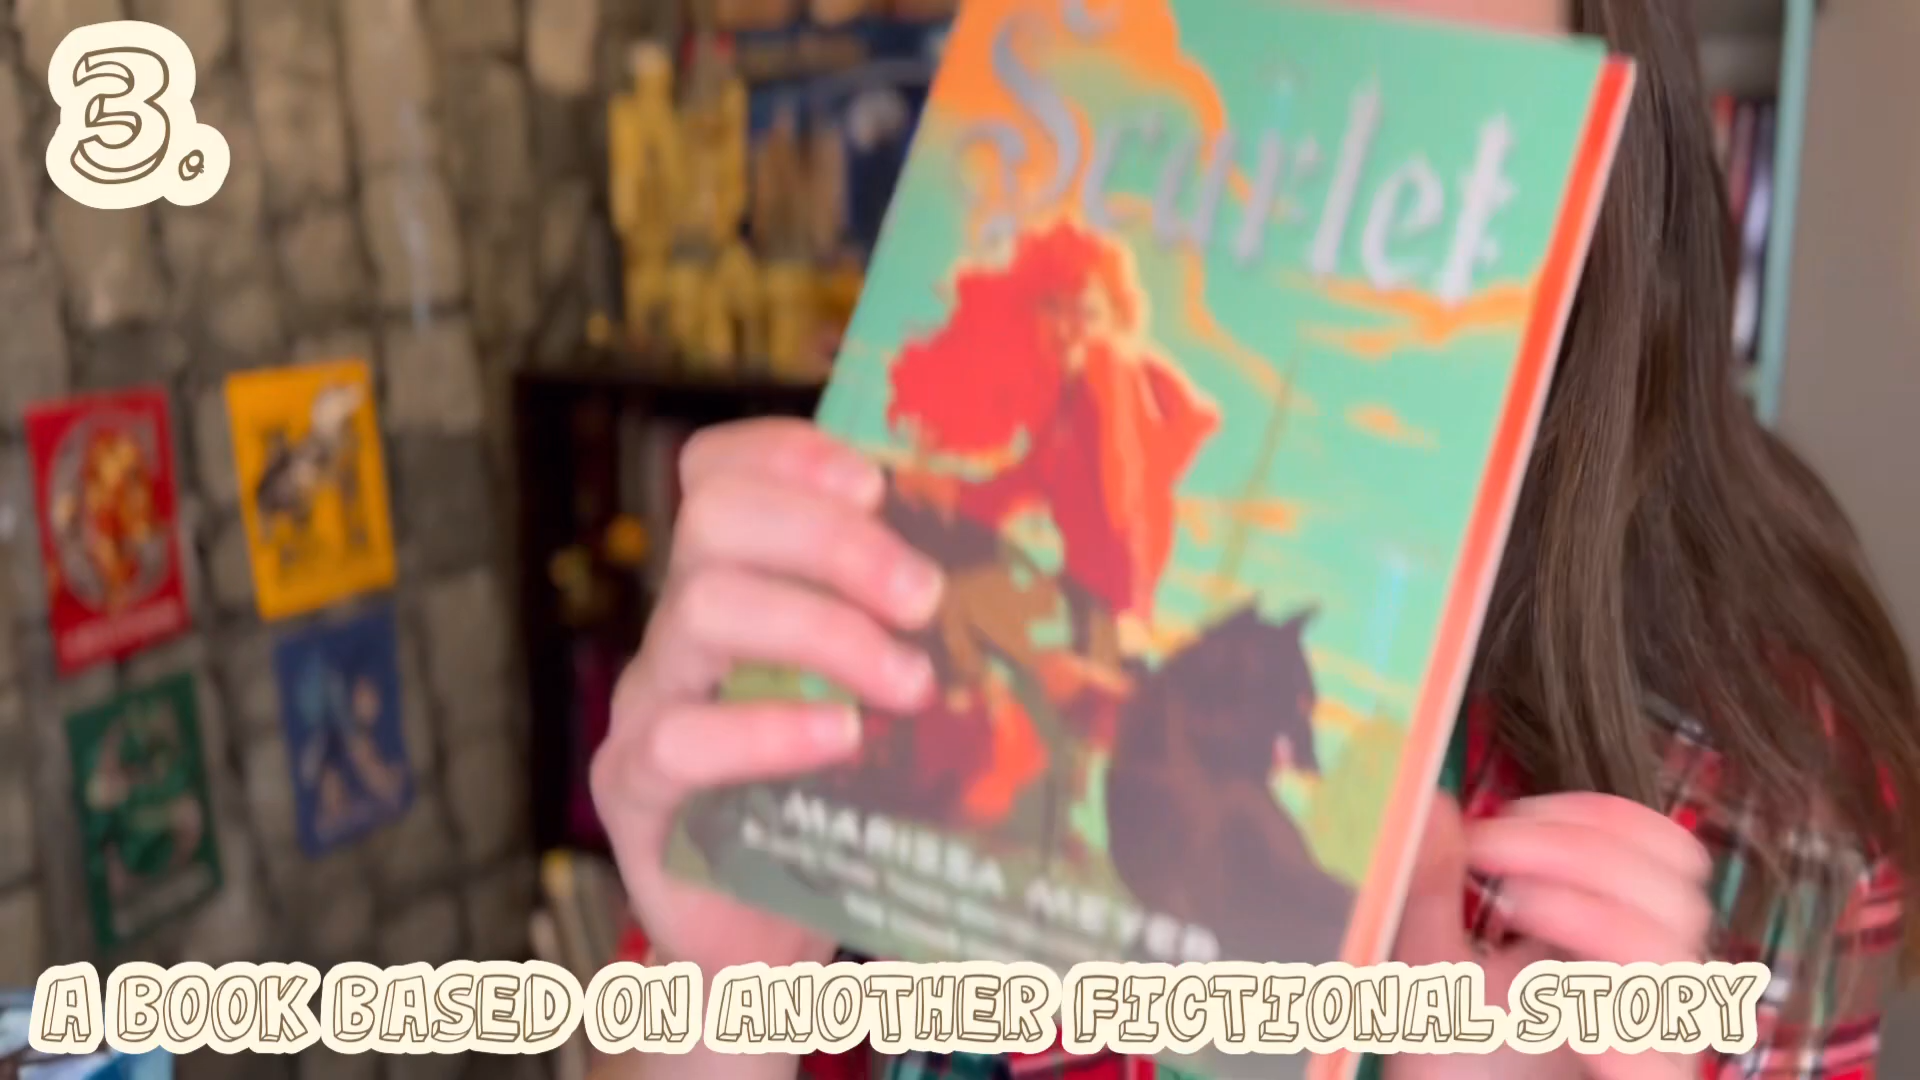 3.
Scarlet
MARISSA MEYER
A BOOK BASED ON ANOTHER FICTIONAL STORY